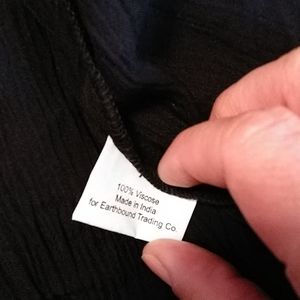 100% Viscose
Made in India
for Earthbound Trading Co.